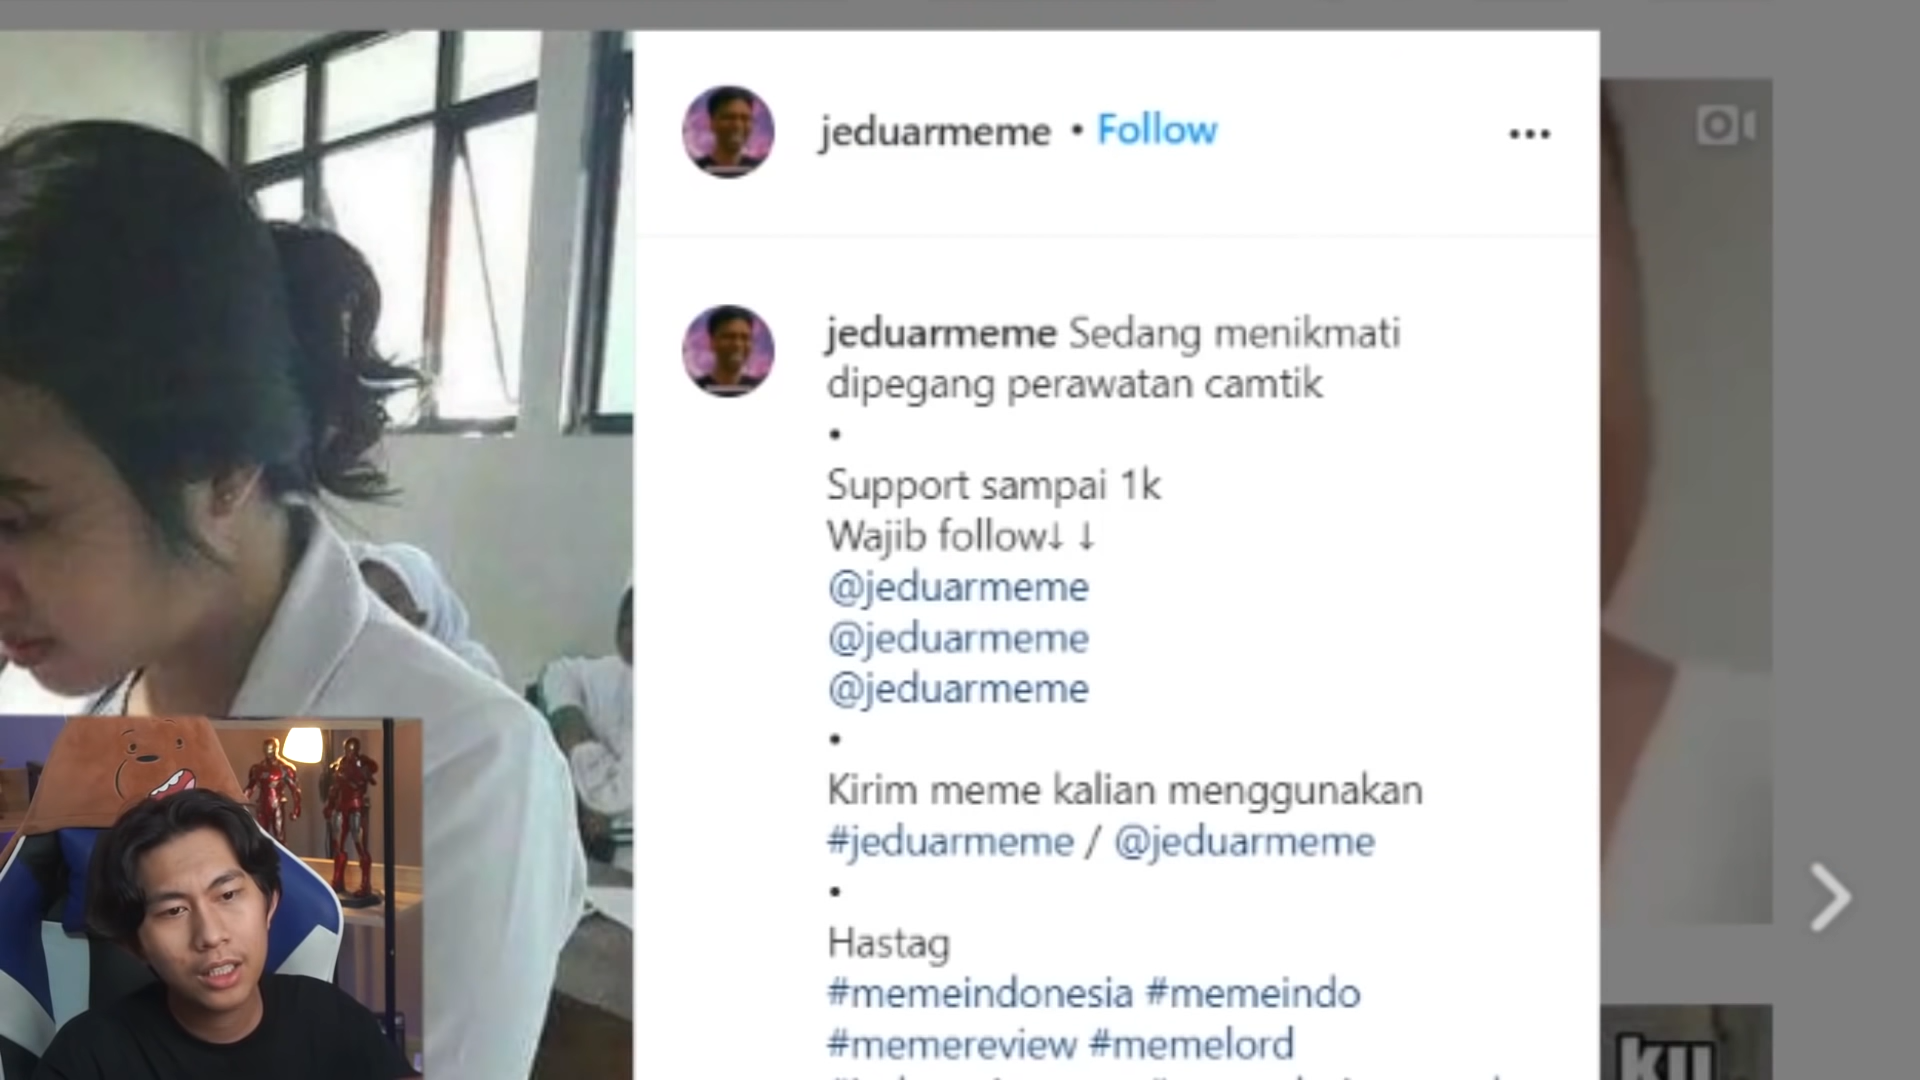 jeduarmeme • Follow
jeduarmeme Sedang menikmati
dipegang perawatan camtik
•
Support sampai 1k
Wajib follow↓ ↓
@jeduarmeme
@jeduarmeme
@jeduarmeme
•
Kirim meme kalian menggunakan
#jeduarmeme / @jeduarmeme
•
Hastag
#memeindonesia #memeindo
#memereview #memelord